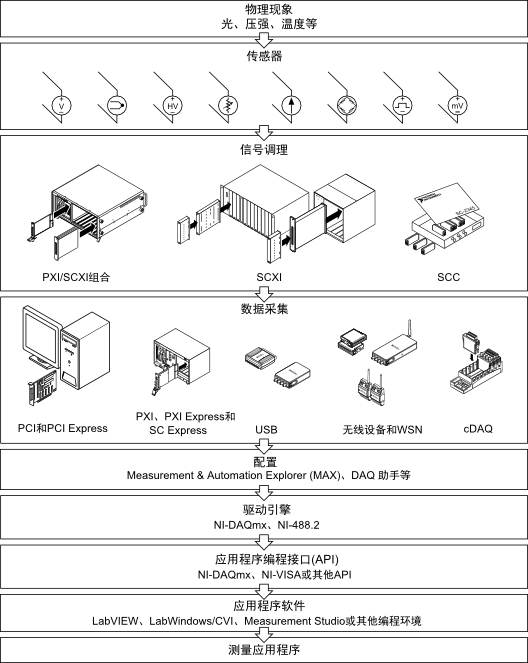 物理现象
光、压强、温度等
传感器
V
HV
mV
信号调理
PXI/SCXI组合
SCXI
SCC
数据采集
PCI和PCI Express
PXI、PXI Express和
SC Express
USB
无线设备和WSN
cDAQ
配置
Measurement & Automation Explorer (MAX)、DAQ 助手等
驱动引擎
NI-DAQmx、NI-488.2
应用程序编程接口(API)
NI-DAQmx、NI-VISA或其他API
应用程序软件
LabVIEW、LabWindows/CVI、Measurement Studio或其他编程环境
测量应用程序